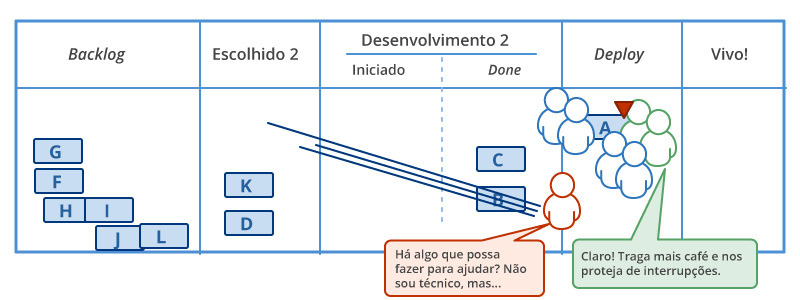 Backlog
Escolhido 2
Desenvolvimento 2
Iniciado
Done
Deploy
Vivo!
G
F
H
I
J
L
K
D
C
B
A
Há algo que possa
fazer para ajudar? Não
sou técnico, mas...
Claro! Traga mais café e nos
proteja de interrupções.